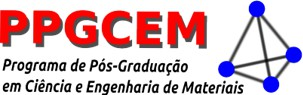 PPGCEM
Programa de Pós-Graduação
em Ciência e Engenharia de Materiais